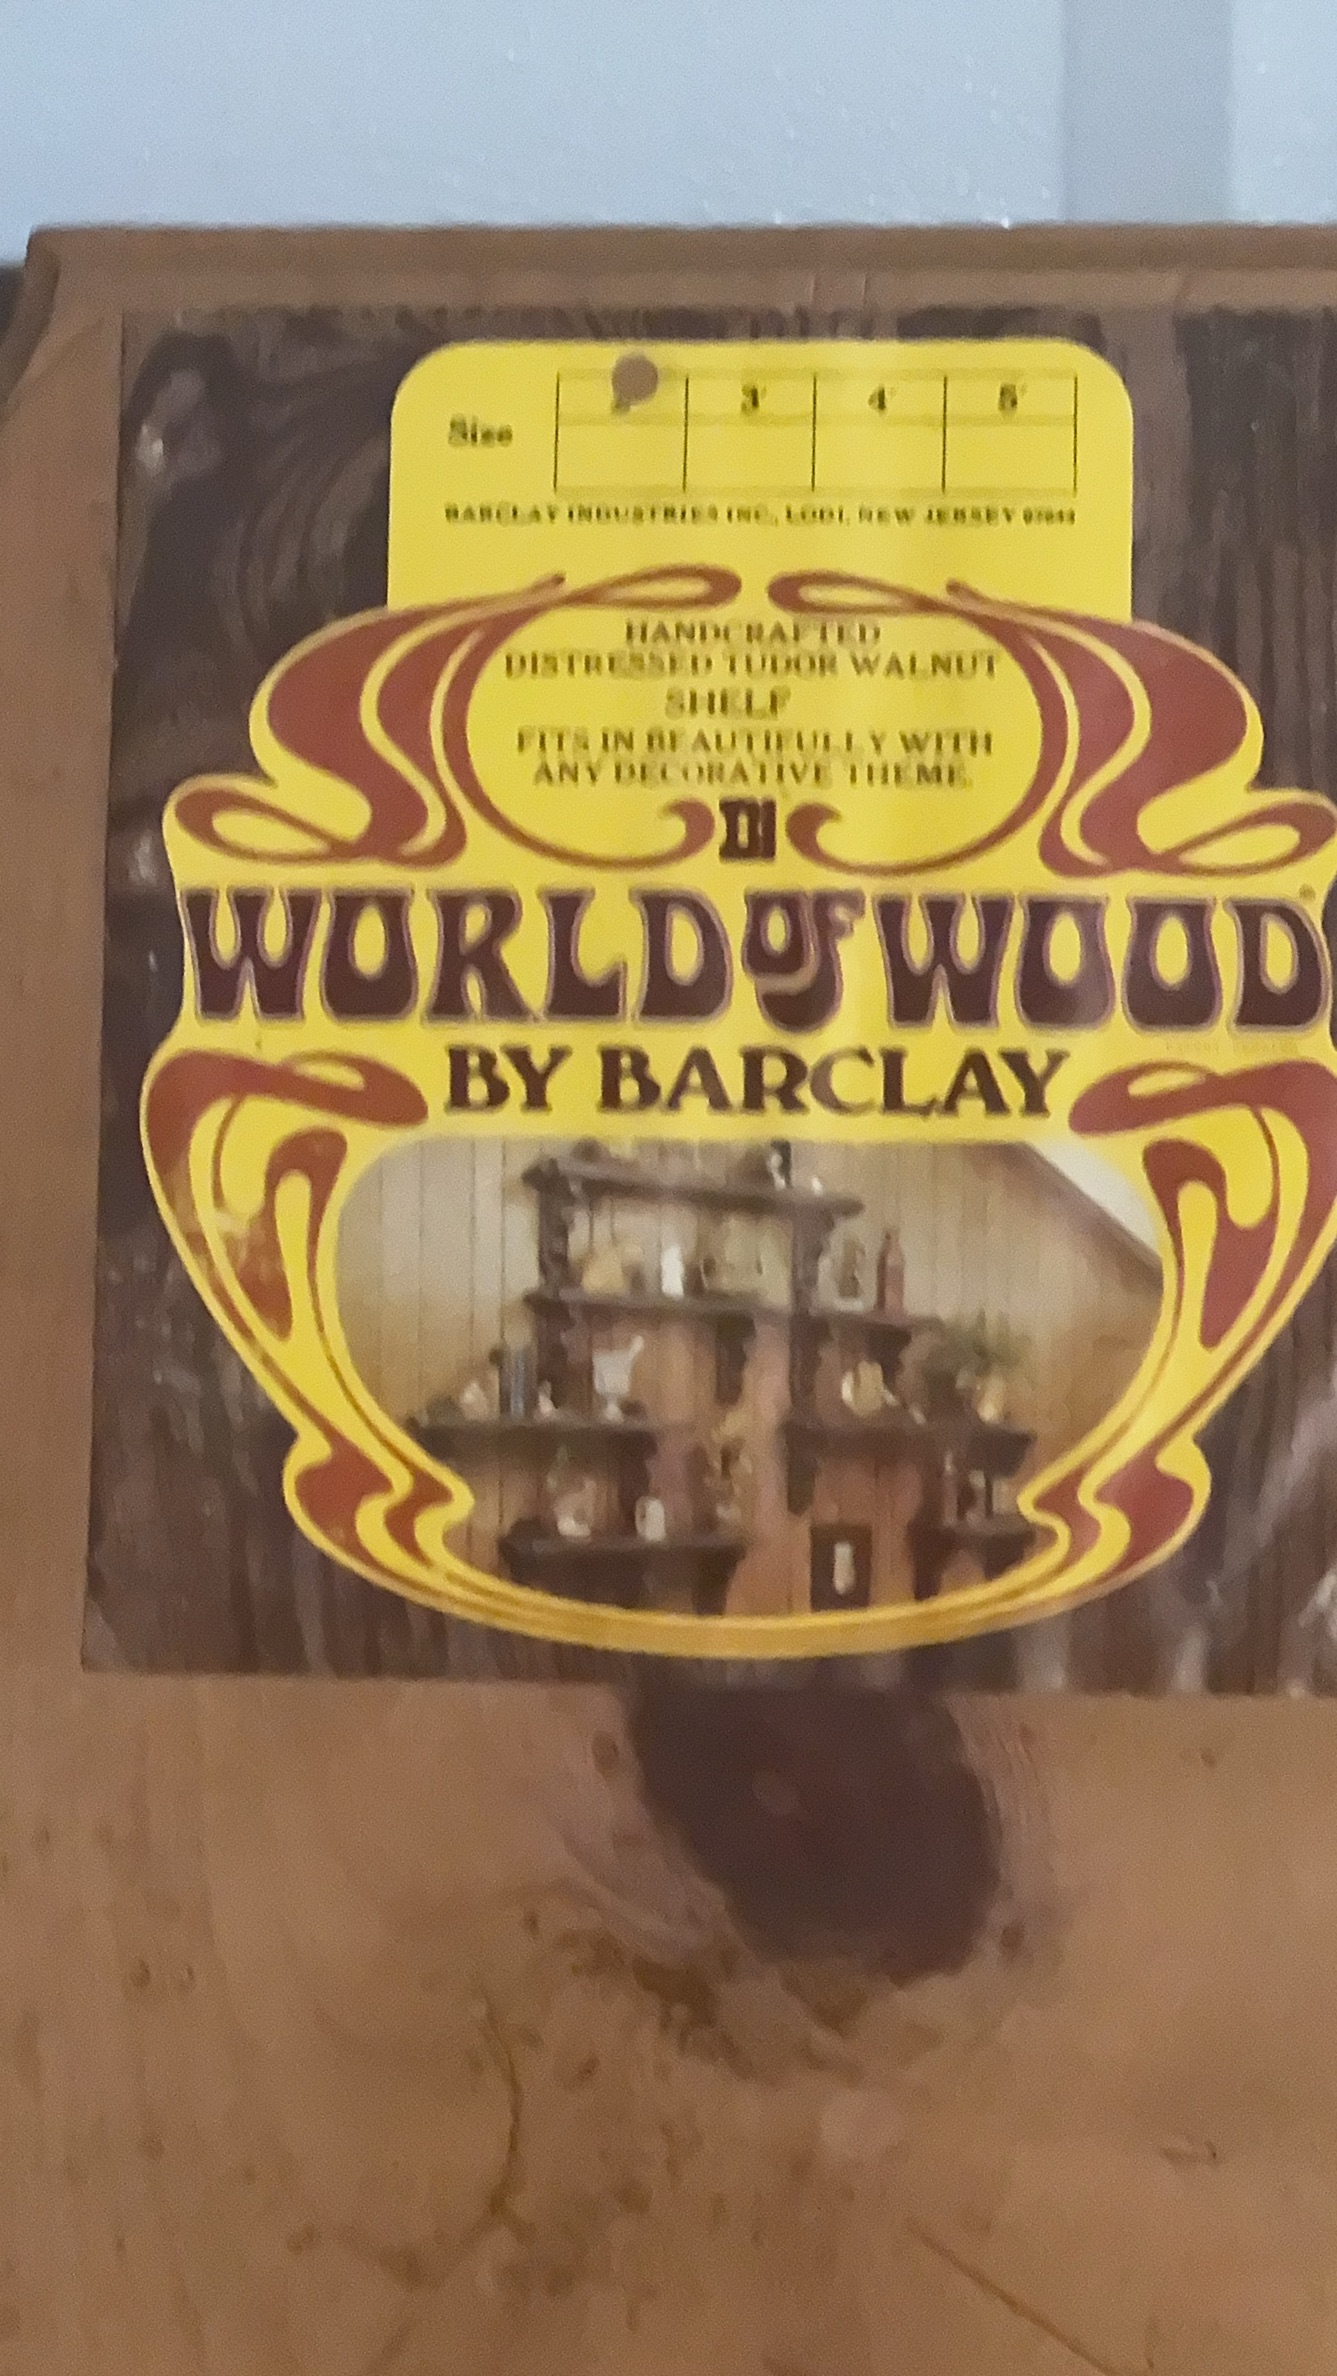 Size 3' 4' 5'
BARCLAY INDUSTRIES INC., LODI, NEW JERSEY
HANDCRAFTED
DISTRESSED TUDOR WALNUT
SHELF
FITS IN BEAUTIFULLY WITH
ANY DECORATIVE THEME.
WORLD OF WOOD
BY BARCLAY